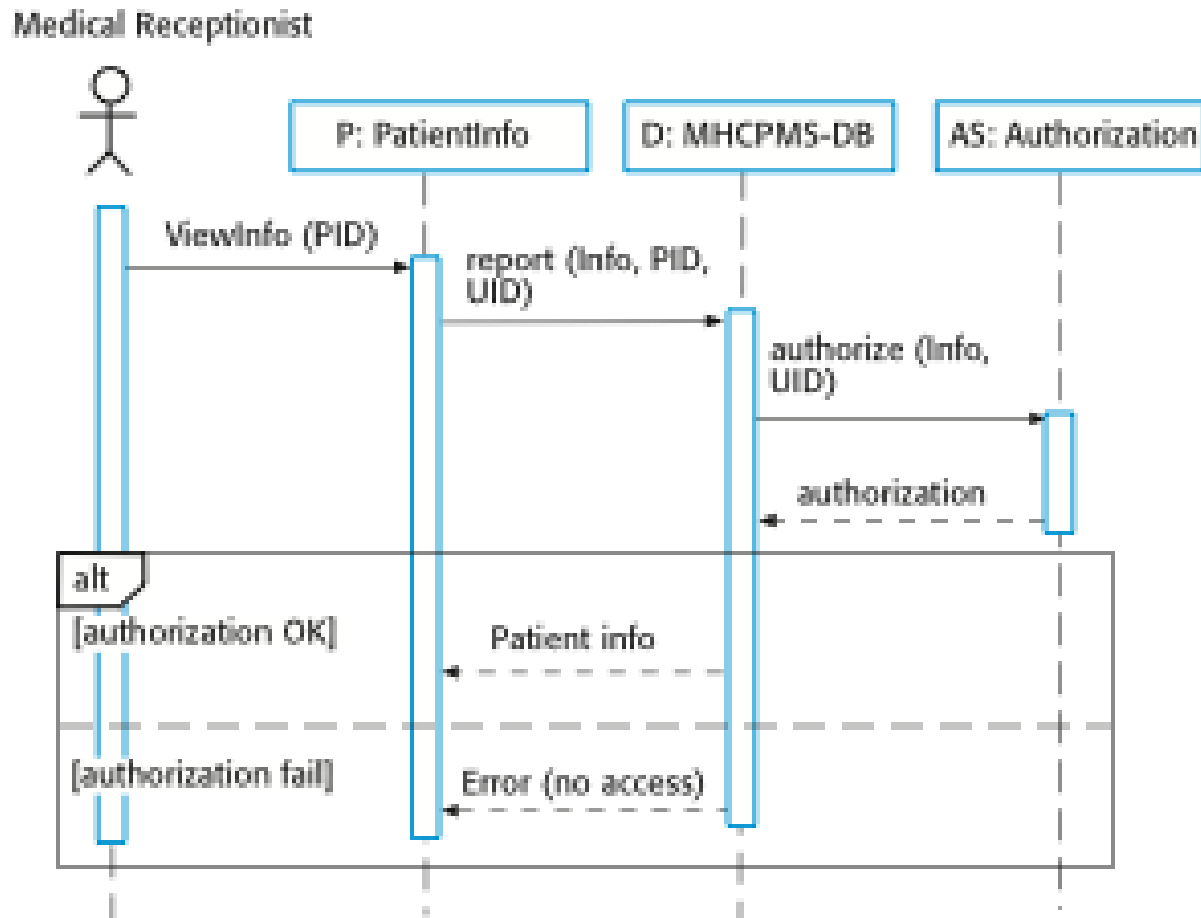 Medical Receptionist
P: PatientInfo
D: MHCPMS-DB
AS: Authorization
ViewInfo (PID)
report (Info, PID,
UID)
authorize (Info,
UID)
authorization
alt
[authorization OK]
Patient info
[authorization fail]
Error (no access)